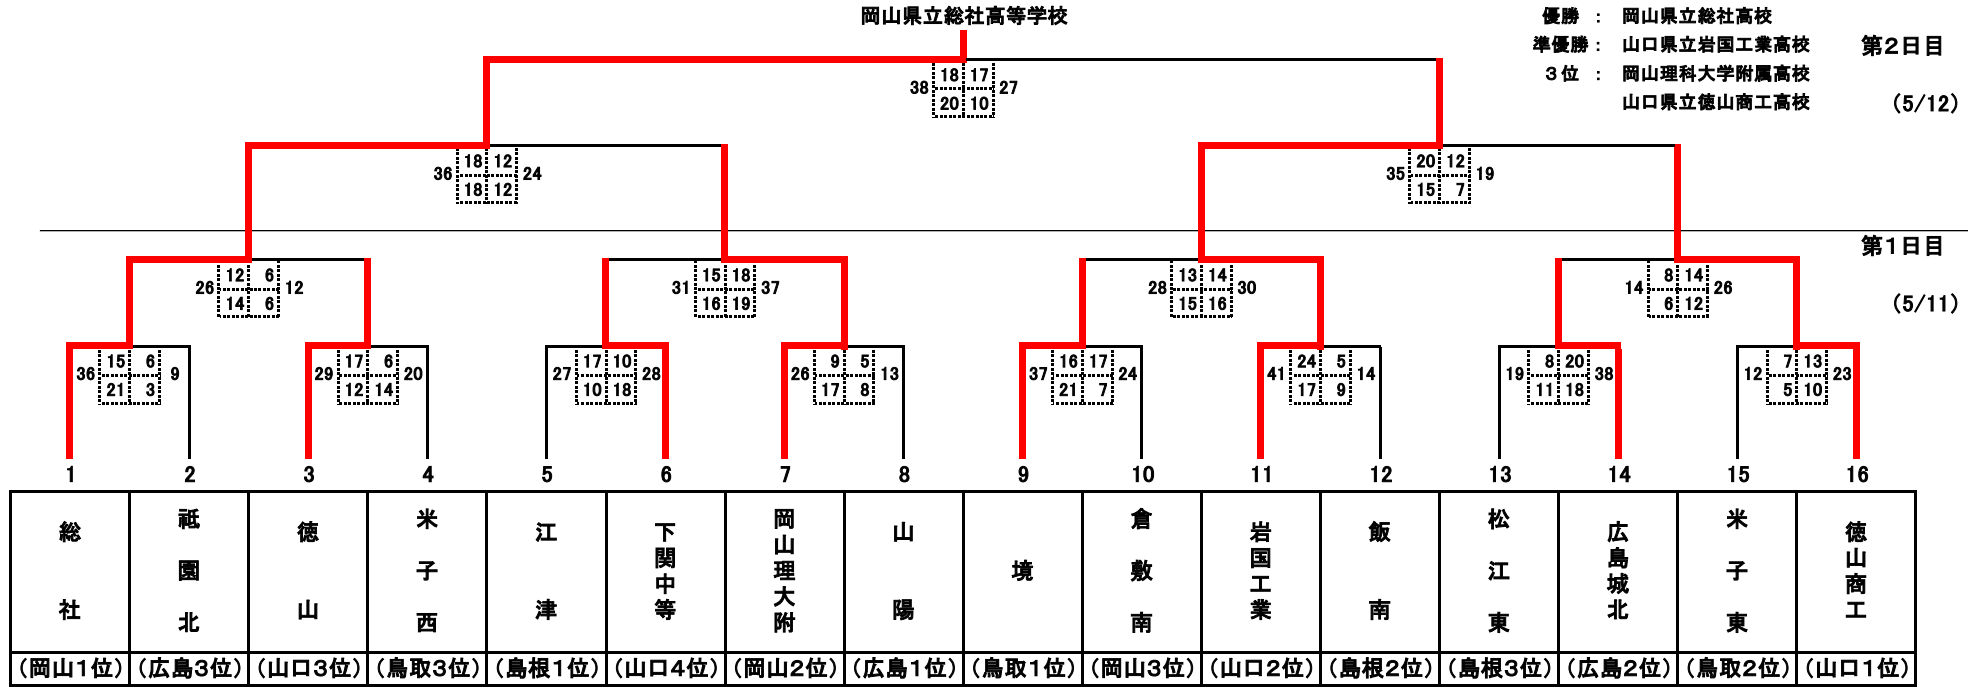 岡山県立総社高等学校
優勝 ： 岡山県立総社高校
準優勝： 山口県立岩国工業高校 第2日目
３位 ： 岡山理科大学附属高校
山口県立徳山商工高校 （5/12）
18 17
38 27
20 10
18 12 20 12
36 24 35 19
18 12 15 7
第1日目
12 6 15 18 13 14 8 14
26 12 31 37 28 30 14 26
14 6 16 19 15 16 6 12
（5/11）
15 6 17 6 17 10 9 5 16 17 24 5 8 20 7 13
36 9 29 20 27 28 26 13 37 24 41 14 19 38 12 23
21 3 12 14 10 18 17 8 21 7 17 9 11 18 5 10
1 2 3 4 5 6 7 8 9 10 11 12 13 14 15 16
総社 祗園北 徳山 米子西 江津 下関中等 岡山理大附 山陽 境 倉敷南 岩国工業 飯南 松江東 広島城北 米子東 徳山商工
（岡山1位） （広島3位） （山口3位） （鳥取3位） （島根1位） （山口4位） （岡山2位） （広島1位） （鳥取1位） （岡山3位） （山口2位） （島根2位） （島根3位） （広島2位） （鳥取2位） （山口1位）